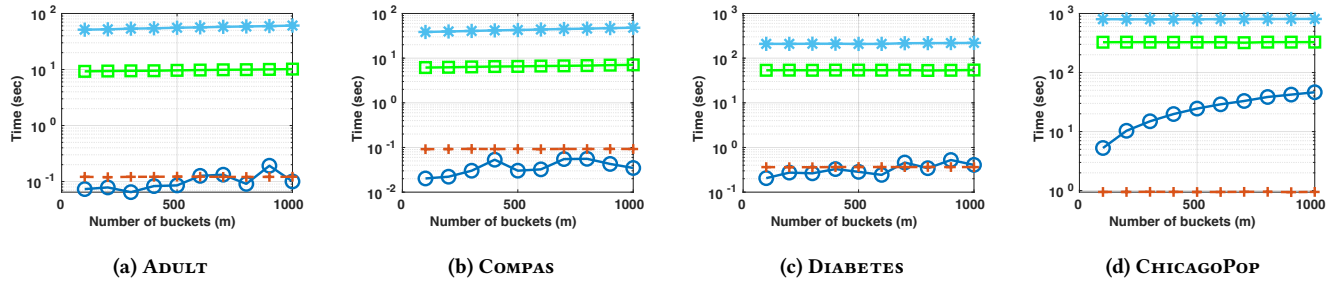 10^2
10^1
10^0
10^-1
Time (sec)
0
500
1000
Number of buckets (m)
(a) ADULT
10^2
10^1
10^0
10^-1
10^-2
Time (sec)
0
500
1000
Number of buckets (m)
(b) COMPAS
10^3
10^2
10^1
10^0
10^-1
Time (sec)
0
500
1000
Number of buckets (m)
(c) DIABETES
10^3
10^2
10^1
10^0
Time (sec)
0
500
1000
Number of buckets (m)
(d) CHICAGOPOP